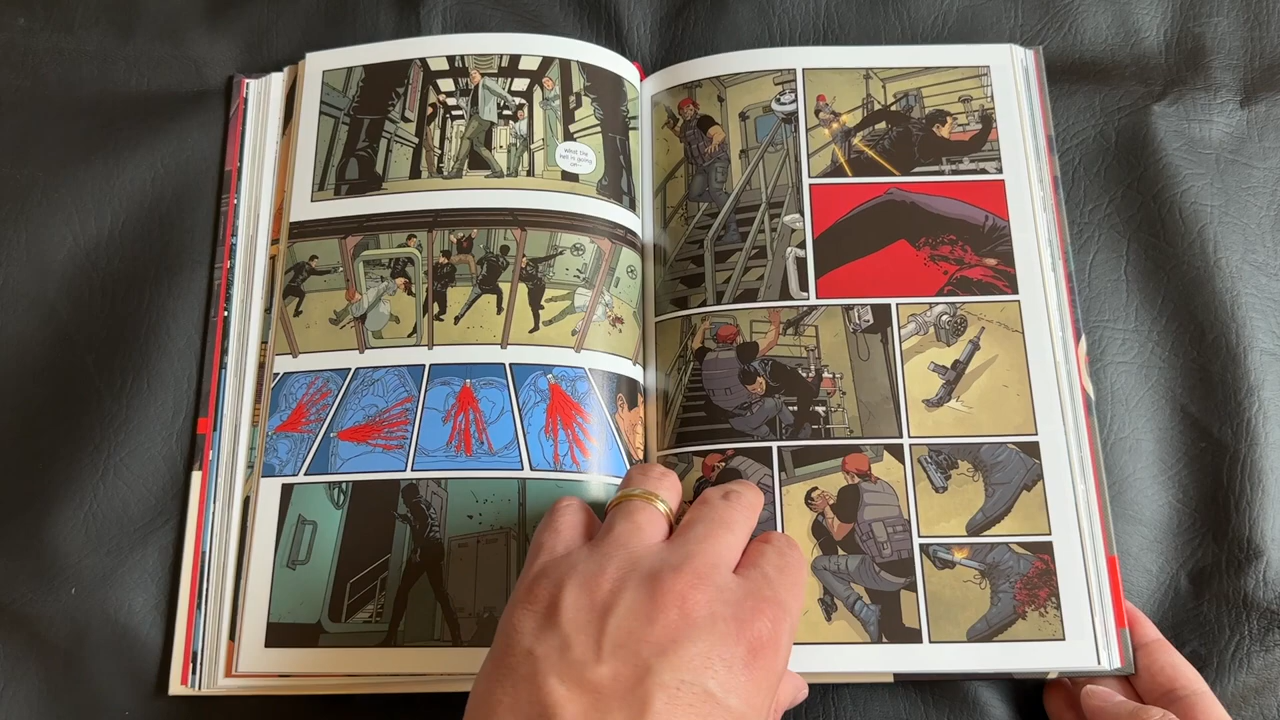 What the
hell is going
on—